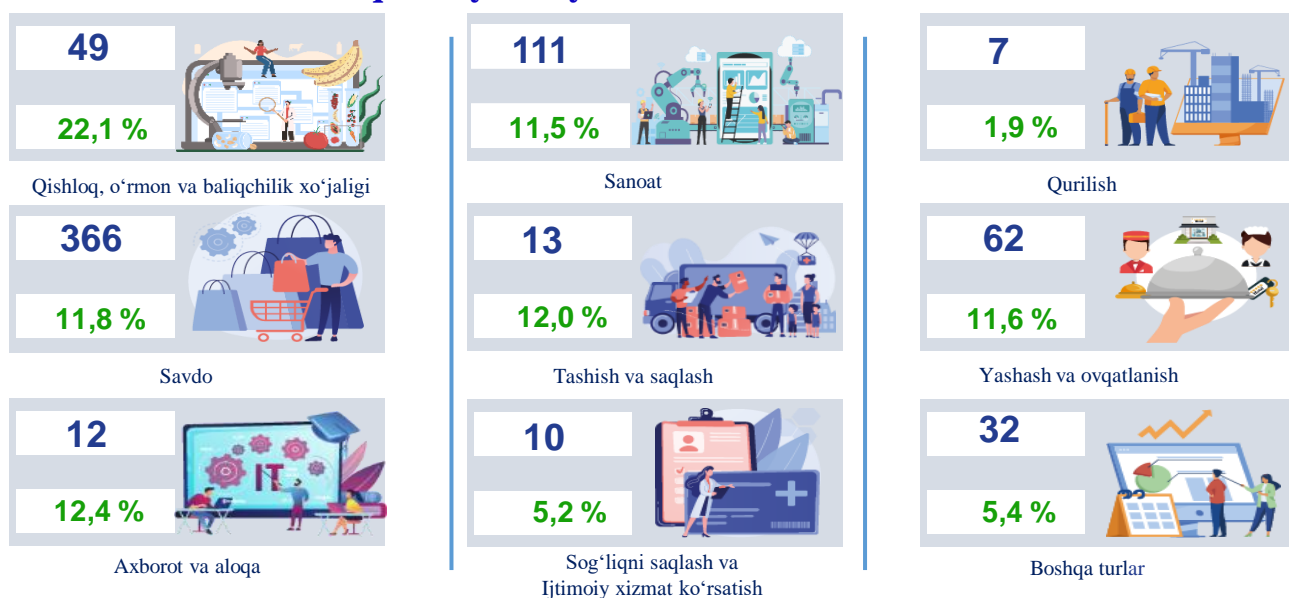 49
22,1 %
Qishloq, o‘rmon va baliqchilik xo‘jaligi
111
11,5 %
Sanoat
7
1,9 %
Qurilish
366
11,8 %
Savdo
13
12,0 %
Tashish va saqlash
62
11,6 %
Yashash va ovqatlanish
12
12,4 %
IT
Axborot va aloqa
10
5,2 %
Sog‘liqni saqlash va
Ijtimoiy xizmat ko‘rsatish
32
5,4 %
Boshqa turlar